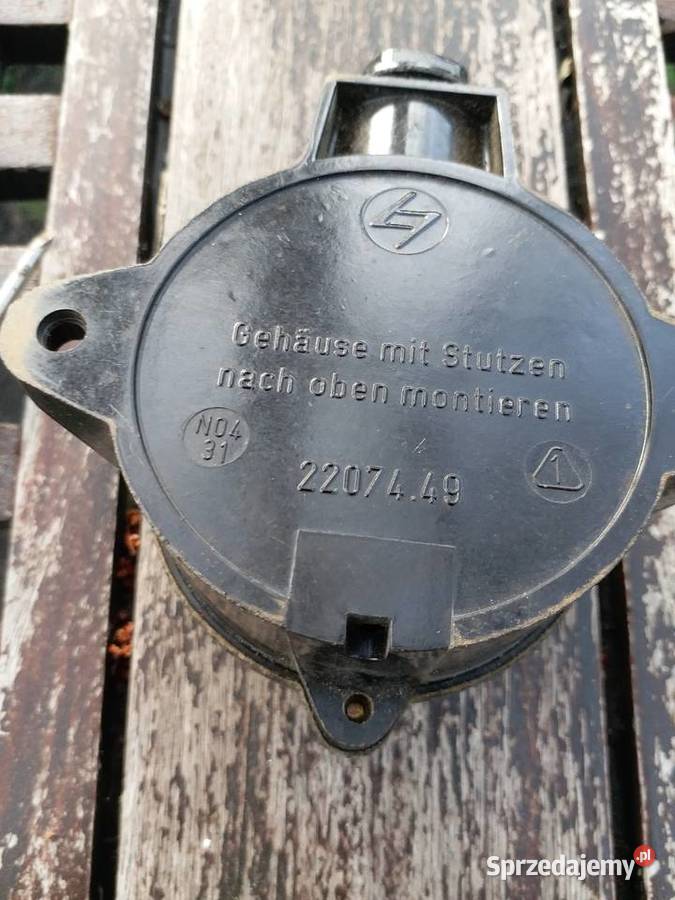 Gehäuse mit Stutzen
nach oben montieren
N04
31
1
22074.49
Sprzedajemy.pl